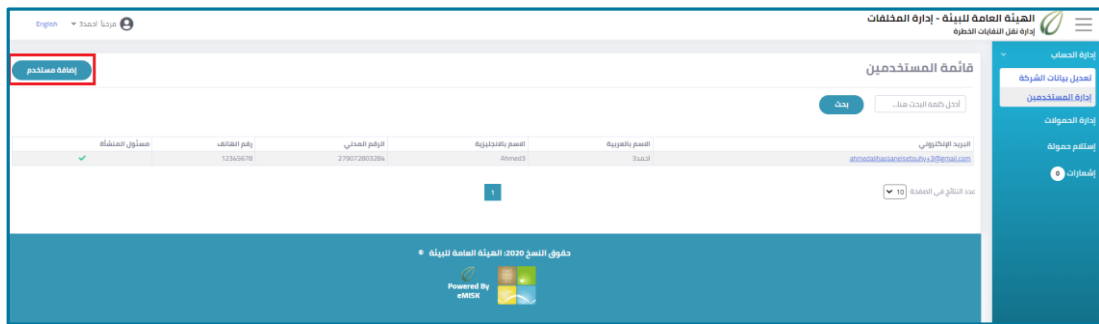 الهيئة العامة للبيئة - إدارة المخلفات
إدارة نقل النفايات الخطرة
مرحباً احمد3
English
إدارة الحساب
تعديل بيانات الشركة
إدارة المستخدمين
إدارة الحمولات
إستلام حمولة
إشعارات 0
قائمة المستخدمين
إضافة مستخدم
أدخل كلمة البحث هنا...
بحث
البريد الإلكتروني الاسم بالعربية الاسم بالانجليزية الرقم المدني رقم الهاتف مسئول المنشأة
احمد3 Ahmed3 279072803284 12345678
عدد النتائج في الصفحة 10
1
حقوق النسخ 2020: الهيئة العامة للبيئة ©
Powered By
eMISK